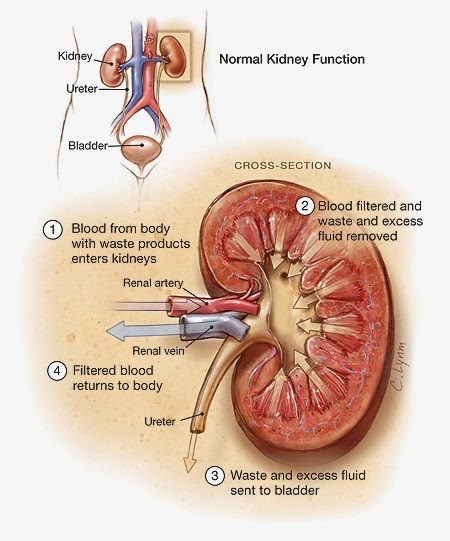 Kidney
Normal Kidney Function
Ureter
Bladder
CROSS-SECTION
1 Blood from body
with waste products
enters kidneys
2 Blood filtered and
waste and excess
fluid removed
Renal artery
Renal vein
4 Filtered blood
returns to body
Ureter
3 Waste and excess fluid
sent to bladder
C. Lynm